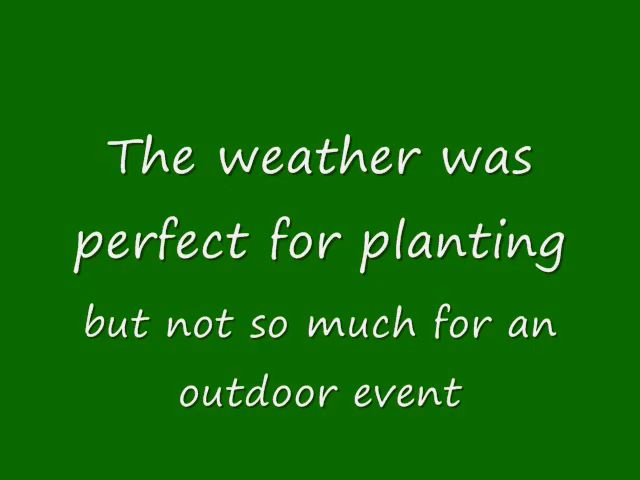 The weather was
perfect for planting
but not so much for an
outdoor event